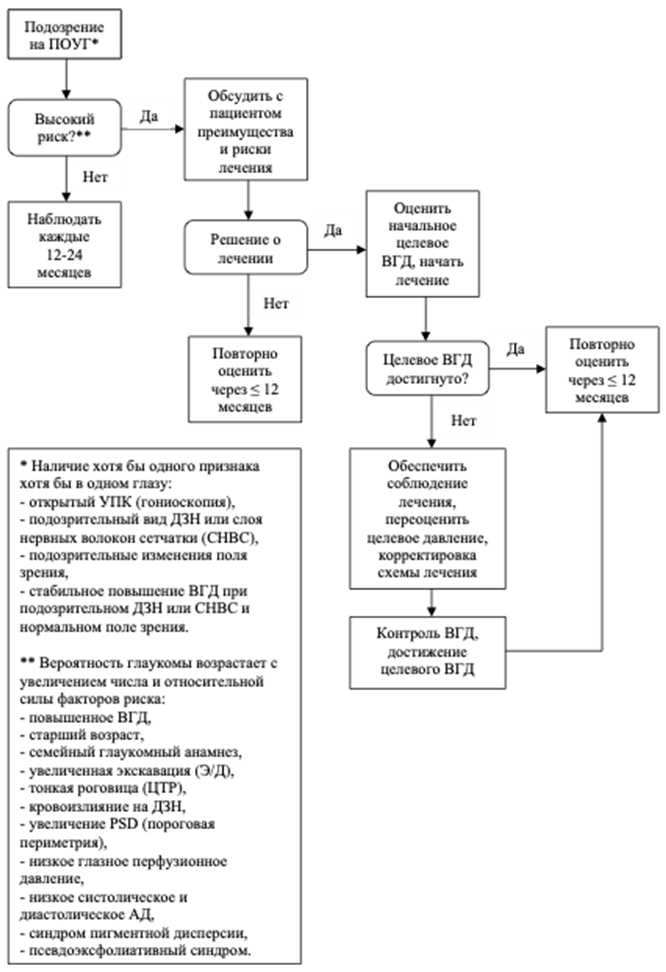 Подозрение
на ПОУГ*
Высокий
риск?**
Да
Обсудить с
пациентом
преимущества
и риски
лечения
Нет
Наблюдать
каждые
12-24
месяцев
Решение о
лечении
Да
Оценить
начальное
целевое
ВГД, начать
лечение
Нет
Повторно
оценить
через ≤ 12
месяцев
Целевое ВГД
достигнуто?
Да
Повторно
оценить
через ≤ 12
месяцев
Нет
Обеспечить
соблюдение
лечения,
переоценить
целевое давление,
корректировка
схемы лечения
Контроль ВГД,
достижение
целевого ВГД
* Наличие хотя бы одного признака
хотя бы в одном глазу:
- открытый УПК (гониоскопия),
- подозрительный вид ДЗН или слоя
нервных волокон сетчатки (СНВС),
- подозрительные изменения поля
зрения,
- стабильное повышение ВГД при
подозрительном ДЗН или СНВС и
нормальном поле зрения.
** Вероятность глаукомы возрастает с
увеличением числа и относительной
силы факторов риска:
- повышенное ВГД,
- старший возраст,
- семейный глаукомный анамнез,
- увеличенная экскавация (Э/Д),
- тонкая роговица (ЦТР),
- кровоизлияние на ДЗН,
- увеличение PSD (пороговая
периметрия),
- низкое глазное перфузионное
давление,
- низкое систолическое и
диастолическое АД,
- синдром пигментной дисперсии,
- псевдоэксфолиативный синдром.